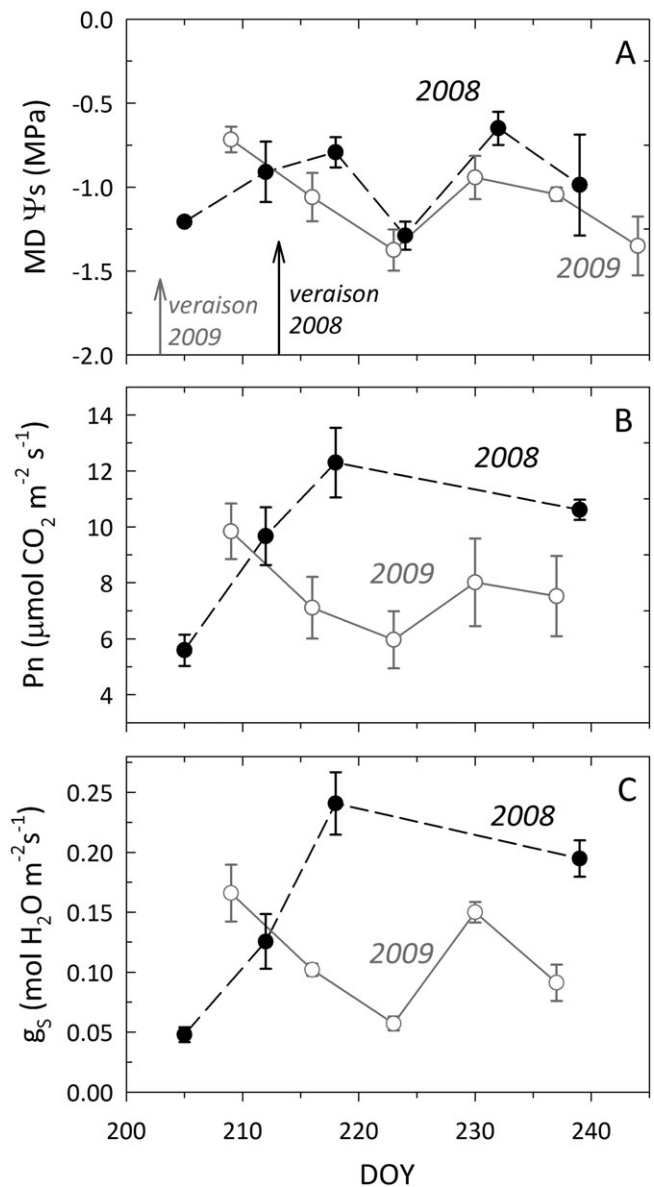 0.0
-0.5
-1.0
-1.5
-2.0
MD Ψs (MPa)
A
2008
2009
veraison
2009
veraison
2008
14
12
10
8
6
4
Pn (μmol CO₂ m⁻² s⁻¹)
B
2008
2009
0.25
0.20
0.15
0.10
0.05
0.00
gₛ (mol H₂O m⁻²s⁻¹)
C
2008
2009
200 210 220 230 240
DOY